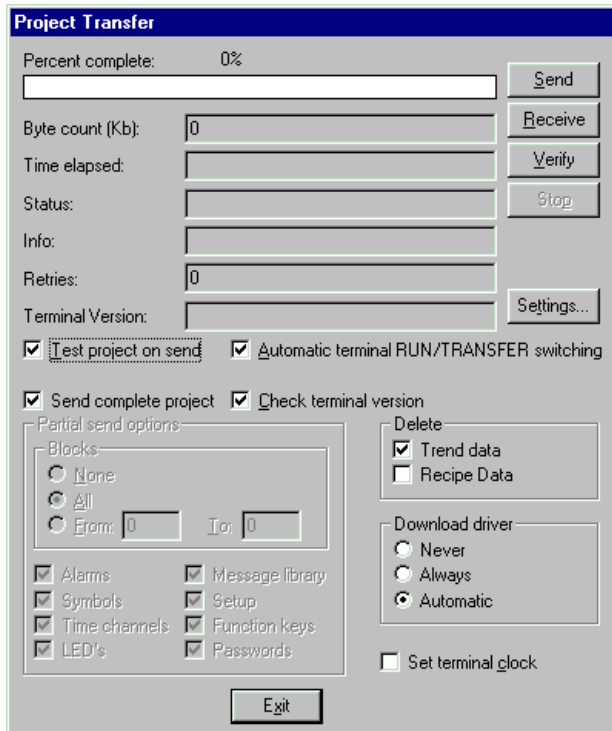 Project Transfer
Percent complete: 0%
Send
Byte count (Kb): 0
Receive
Time elapsed:
Verify
Status:
Stop
Info:
Retries: 0
Terminal Version:
Settings...
Test project on send Automatic terminal RUN/TRANSFER switching
Send complete project Check terminal version
Partial send options
Blocks
None
All
From: 0 To: 0
Alarms Message library
Symbols Setup
Time channels Function keys
LED's Passwords
Delete
Trend data
Recipe Data
Download driver
Never
Always
Automatic
Set terminal clock
Exit